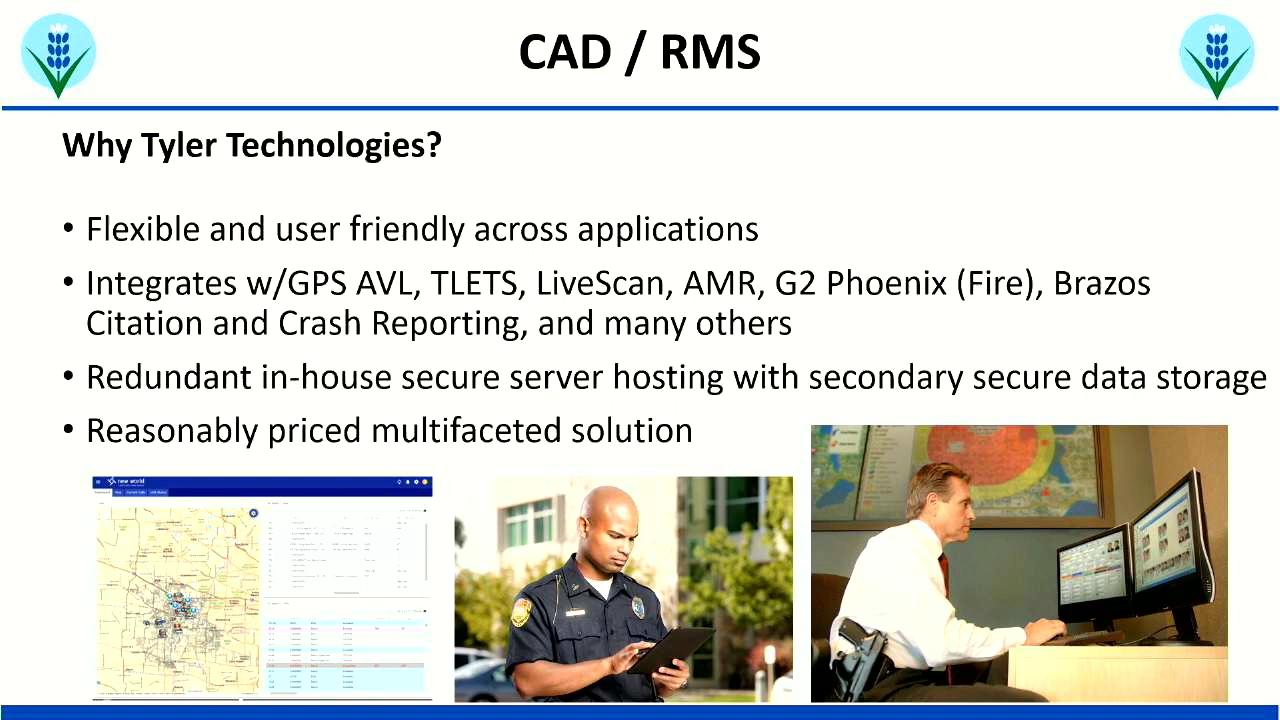 CAD / RMS
Why Tyler Technologies?
• Flexible and user friendly across applications
• Integrates w/GPS AVL, TLETS, LiveScan, AMR, G2 Phoenix (Fire), Brazos
Citation and Crash Reporting, and many others
• Redundant in-house secure server hosting with secondary secure data storage
• Reasonably priced multifaceted solution
new world